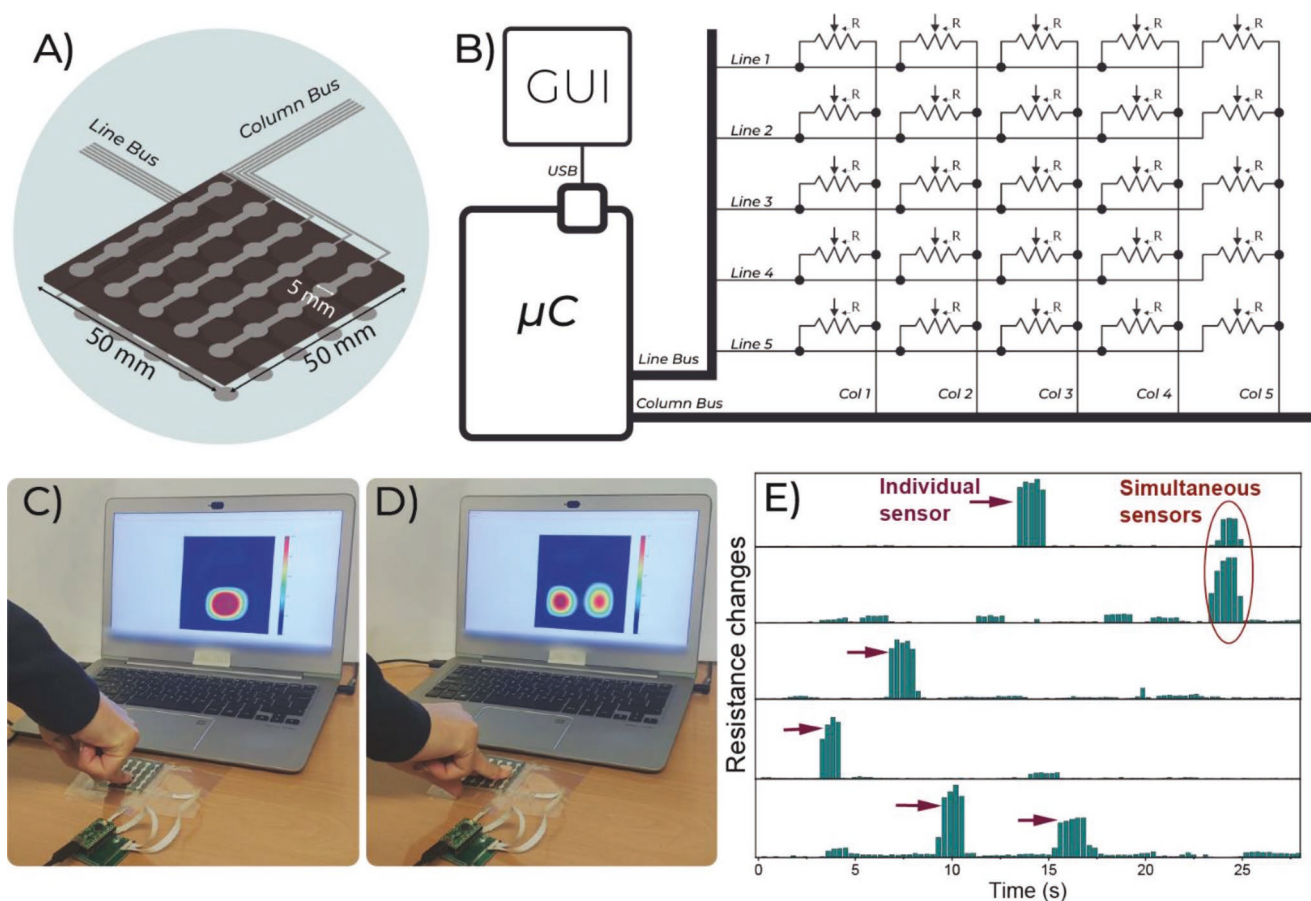 A)
Line Bus
Column Bus
5 mm
50 mm
50 mm
B)
GUI
USB
µC
Line Bus
Column Bus
R R R R R
Line 1
R R R R R
Line 2
R R R R R
Line 3
R R R R R
Line 4
R R R R R
Line 5
Col 1 Col 2 Col 3 Col 4 Col 5
C)
D)
E)
Individual
sensor
Simultaneous
sensors
Resistance changes
0 5 10 15 20 25
Time (s)